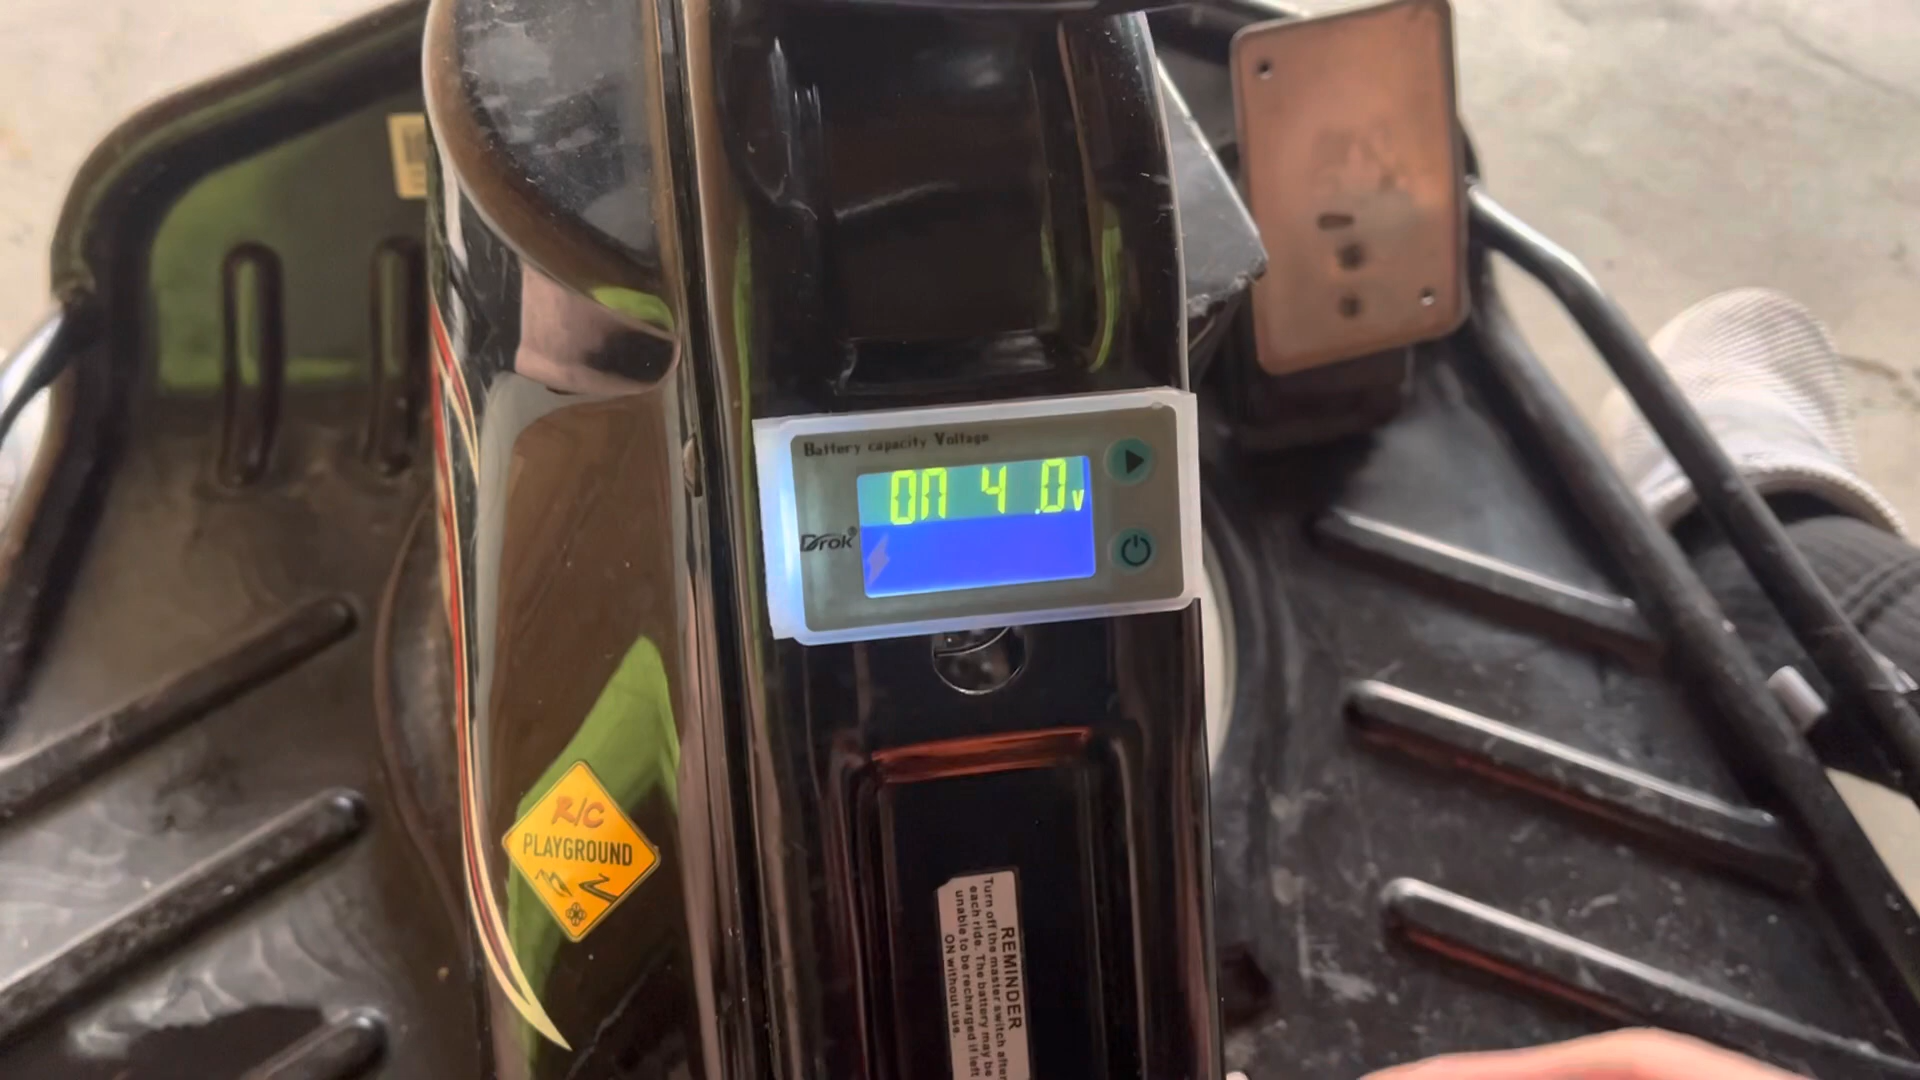 Battery capacity Voltage
On 4 .0v
Drok®
R/C
PLAYGROUND
REMINDER
Turn off the master switch after
each ride. The battery may be
unable to be recharged if left
ON without use.